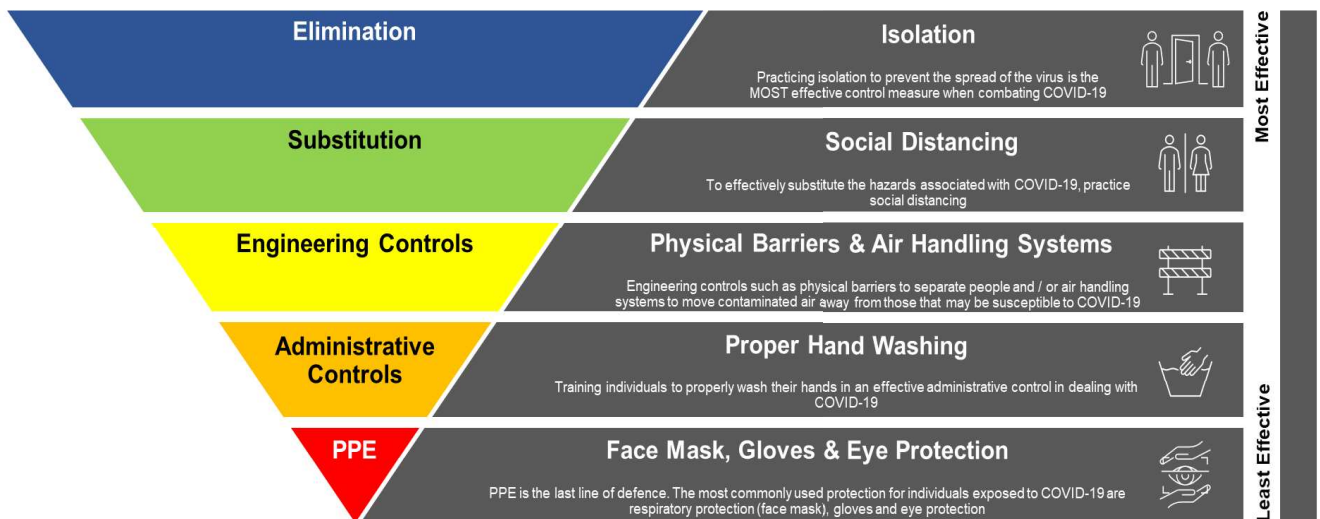 Elimination
Isolation
Practicing isolation to prevent the spread of the virus is the
MOST effective control measure when combating COVID-19
Substitution
Social Distancing
To effectively substitute the hazards associated with COVID-19, practice
social distancing
Engineering Controls
Physical Barriers & Air Handling Systems
Engineering controls such as physical barriers to separate people and / or air handling
systems to move contaminated air away from those that may be susceptible to COVID-19
Administrative
Controls
Proper Hand Washing
Training individuals to properly wash their hands in an effective administrative control in dealing with
COVID-19
PPE
Face Mask, Gloves & Eye Protection
PPE is the last line of defence. The most commonly used protection for individuals exposed to COVID-19 are
respiratory protection (face mask), gloves and eye protection
Most Effective
Least Effective